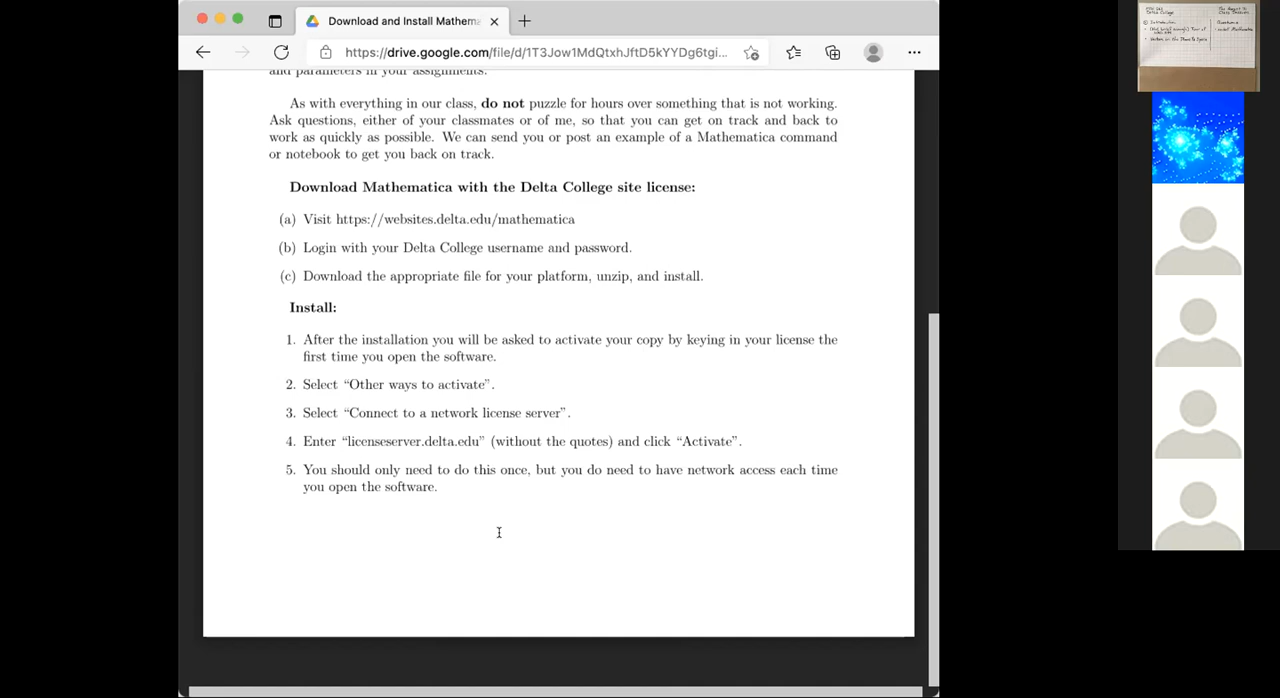 Download and Install Mathema
https://drive.google.com/file/d/1T3Jow1MdQtxhJftD5kYYDg6tgi...
and parameters in your assignments.
As with everything in our class, do not puzzle for hours over something that is not working.
Ask questions, either of your classmates or of me, so that you can get on track and back to
work as quickly as possible. We can send you or post an example of a Mathematica command
or notebook to get you back on track.
Download Mathematica with the Delta College site license:
(a) Visit https://websites.delta.edu/mathematica
(b) Login with your Delta College username and password.
(c) Download the appropriate file for your platform, unzip, and install.
Install:
1. After the installation you will be asked to activate your copy by keying in your license the
first time you open the software.
2. Select “Other ways to activate”.
3. Select “Connect to a network license server”.
4. Enter “licenseserver.delta.edu” (without the quotes) and click “Activate”.
5. You should only need to do this once, but you do need to have network access each time
you open the software.
Delta College
Introduction
Questions